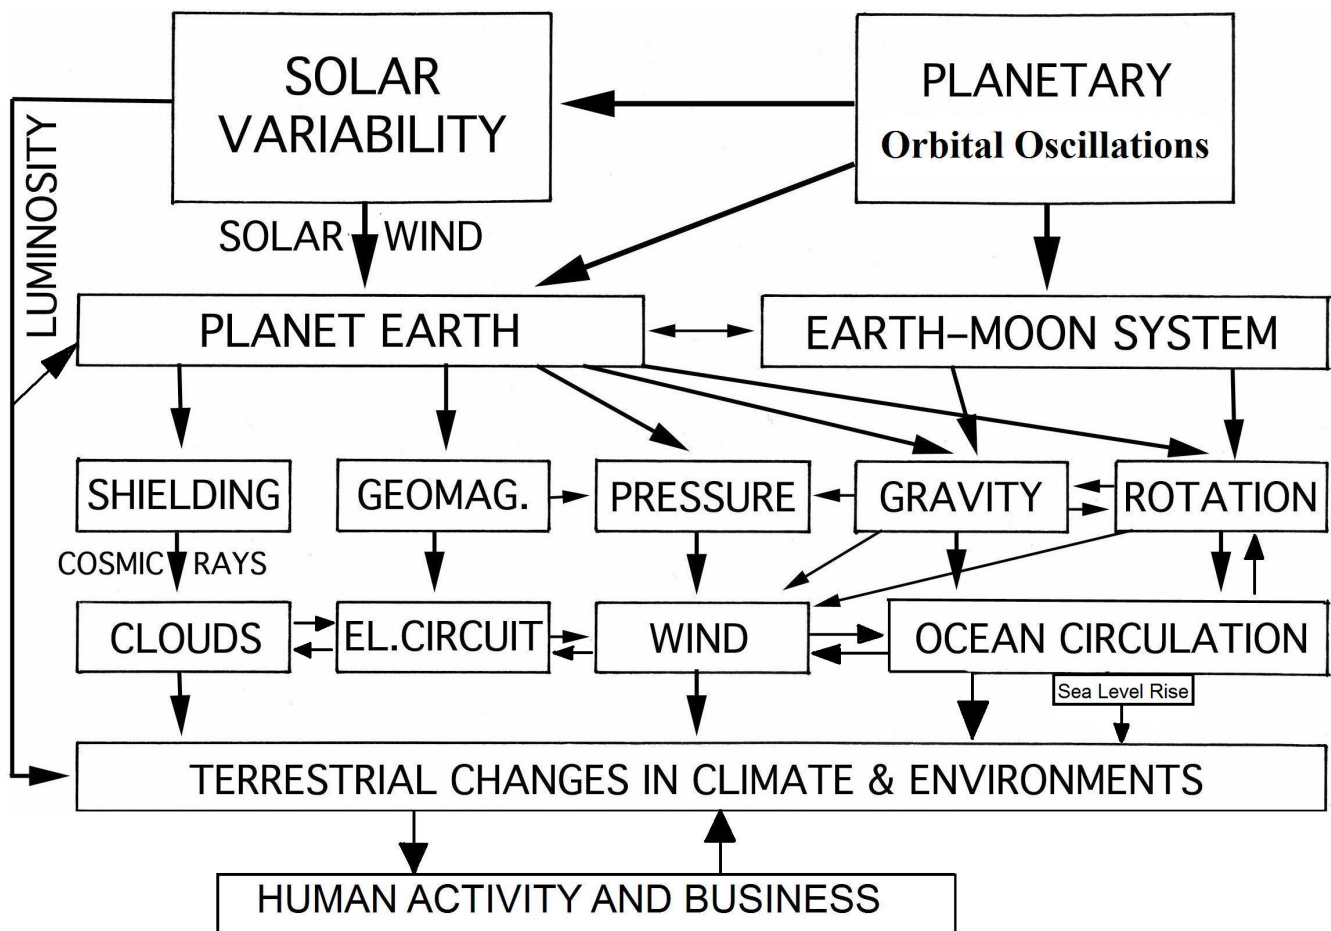 SOLAR
VARIABILITY
PLANETARY
Orbital Oscillations
LUMINOSITY
SOLAR WIND
PLANET EARTH
EARTH–MOON SYSTEM
SHIELDING
GEOMAG.
PRESSURE
GRAVITY
ROTATION
COSMIC RAYS
CLOUDS
EL.CIRCUIT
WIND
OCEAN CIRCULATION
Sea Level Rise
TERRESTRIAL CHANGES IN CLIMATE & ENVIRONMENTS
HUMAN ACTIVITY AND BUSINESS